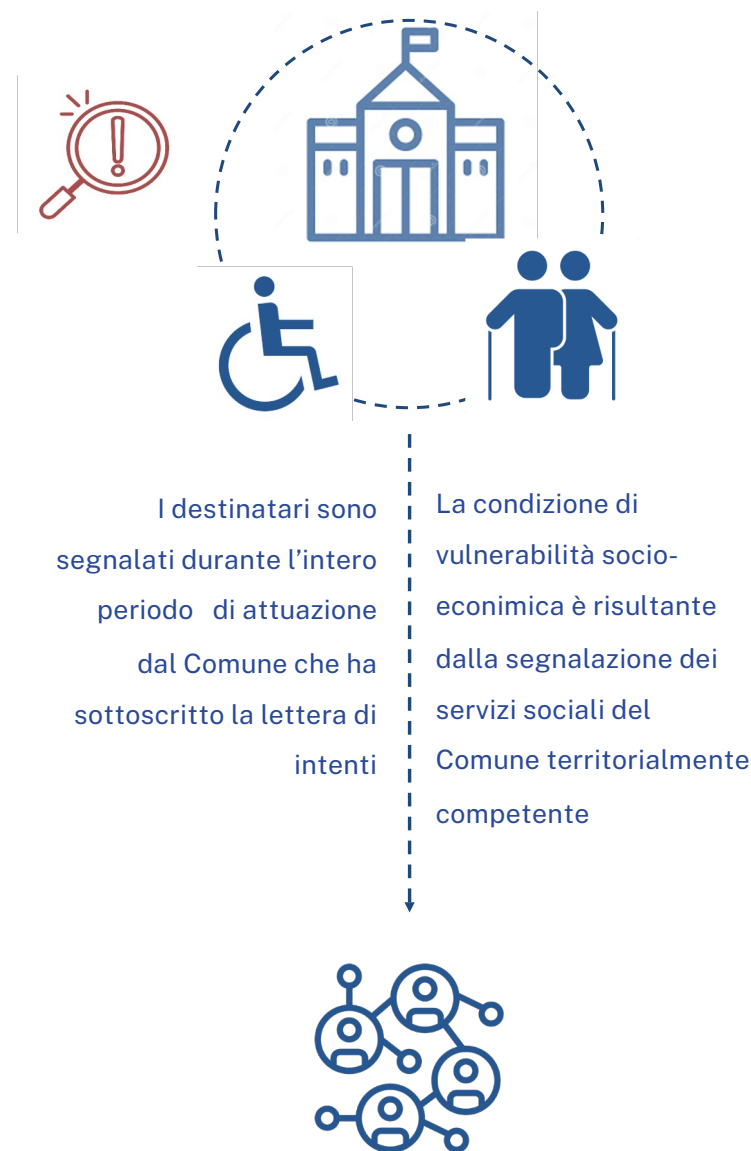 I destinatari sono
segnalati durante l’intero
periodo di attuazione
dal Comune che ha
sottoscritto la lettera di
intenti
La condizione di
vulnerabilità socio-
econimica è risultante
dalla segnalazione dei
servizi sociali del
Comune territorialmente
competente